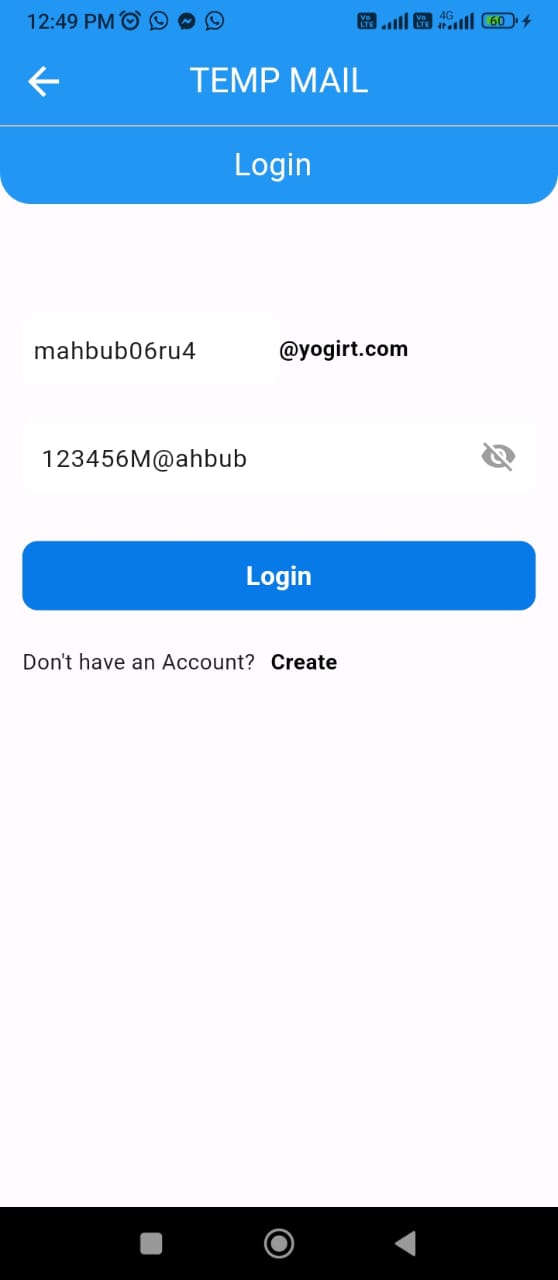 12:49 PM
Vo LTE Vo LTE 4G 60
TEMP MAIL
Login
mahbub06ru4 @yogirt.com
123456M@ahbub
Login
Don't have an Account? Create